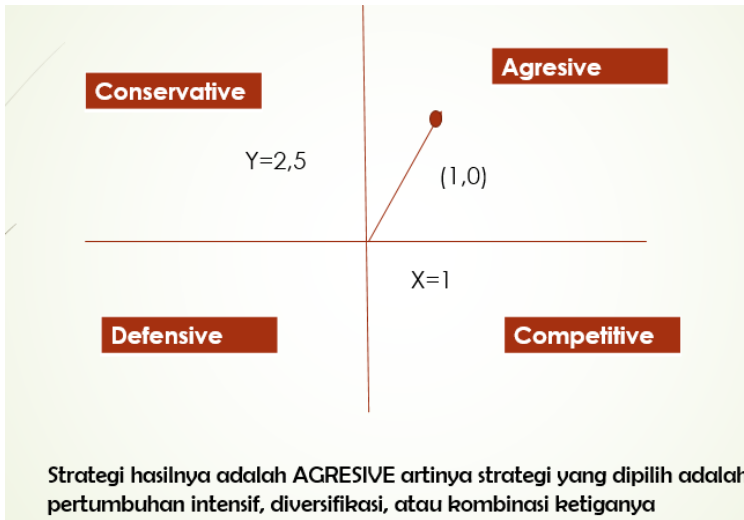 Agresive
Conservative
Y=2,5
(1,0)
X=1
Defensive
Competitive
Strategi hasilnya adalah AGRESIVE artinya strategi yang dipilih adalah
pertumbuhan intensif, diversifikasi, atau kombinasi ketiganya